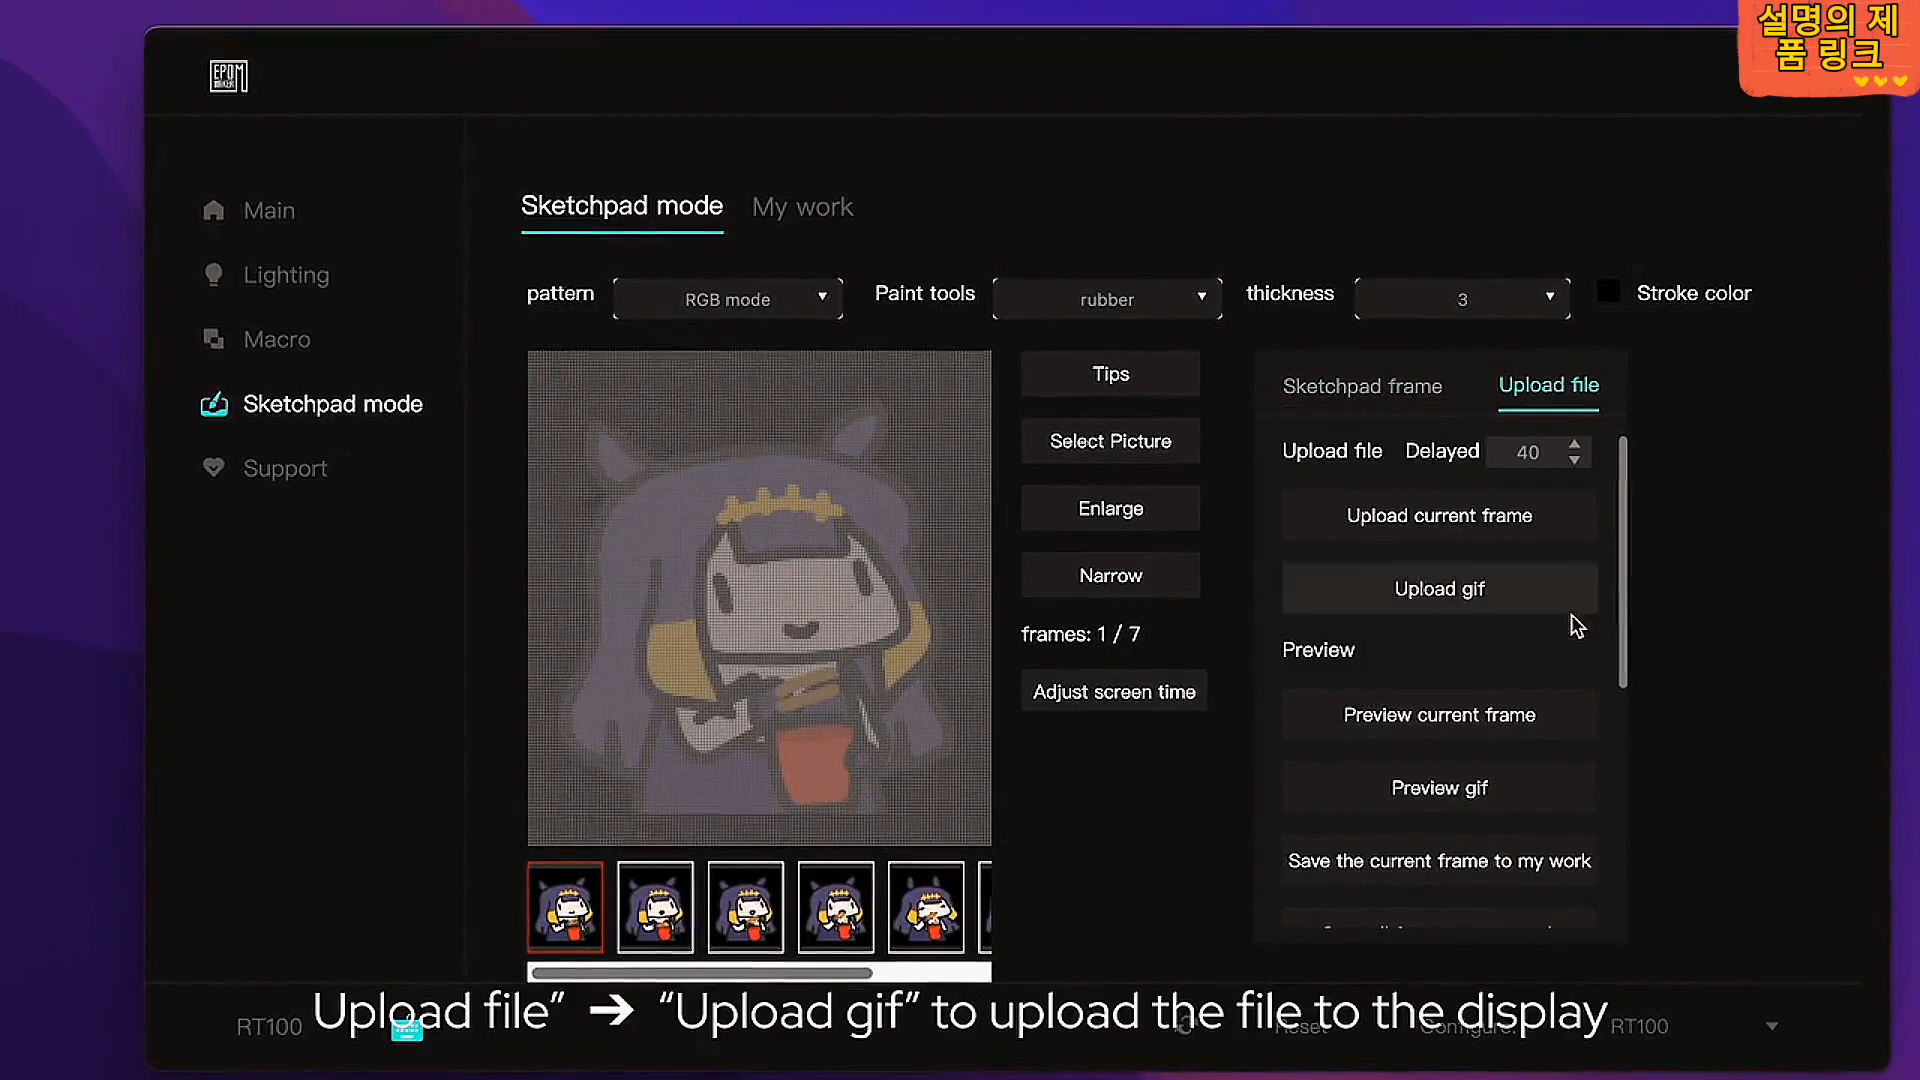 설명의 제
품 링크
EPOM
MAKER
Main
Lighting
Macro
Sketchpad mode
Support
Sketchpad mode My work
pattern RGB mode Paint tools rubber thickness 3 Stroke color
Tips
Select Picture
Enlarge
Narrow
frames: 1 / 7
Adjust screen time
Sketchpad frame Upload file
Upload file Delayed 40
Upload current frame
Upload gif
Preview
Preview current frame
Preview gif
Save the current frame to my work
Upload file” ➔ “Upload gif” to upload the file to the display
RT100 Reset RT100